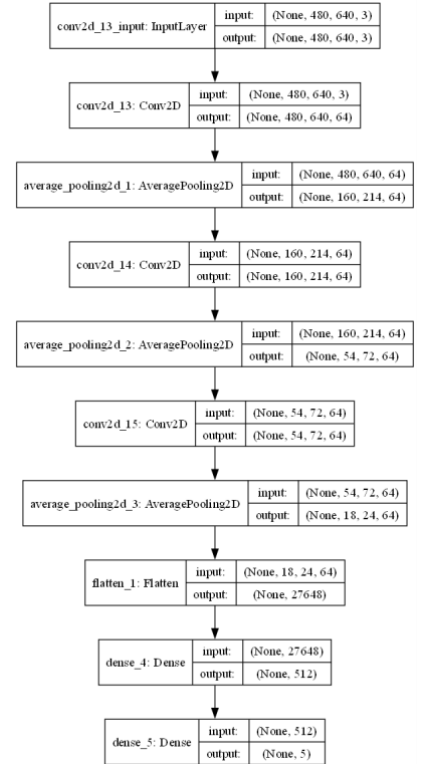 conv2d_13_input: InputLayer
input: (None, 480, 640, 3)
output: (None, 480, 640, 3)
conv2d_13: Conv2D
input: (None, 480, 640, 3)
output: (None, 480, 640, 64)
average_pooling2d_1: AveragePooling2D
input: (None, 480, 640, 64)
output: (None, 160, 214, 64)
conv2d_14: Conv2D
input: (None, 160, 214, 64)
output: (None, 160, 214, 64)
average_pooling2d_2: AveragePooling2D
input: (None, 160, 214, 64)
output: (None, 54, 72, 64)
conv2d_15: Conv2D
input: (None, 54, 72, 64)
output: (None, 54, 72, 64)
average_pooling2d_3: AveragePooling2D
input: (None, 54, 72, 64)
output: (None, 18, 24, 64)
flatten_1: Flatten
input: (None, 18, 24, 64)
output: (None, 27648)
dense_4: Dense
input: (None, 27648)
output: (None, 512)
dense_5: Dense
input: (None, 512)
output: (None, 5)